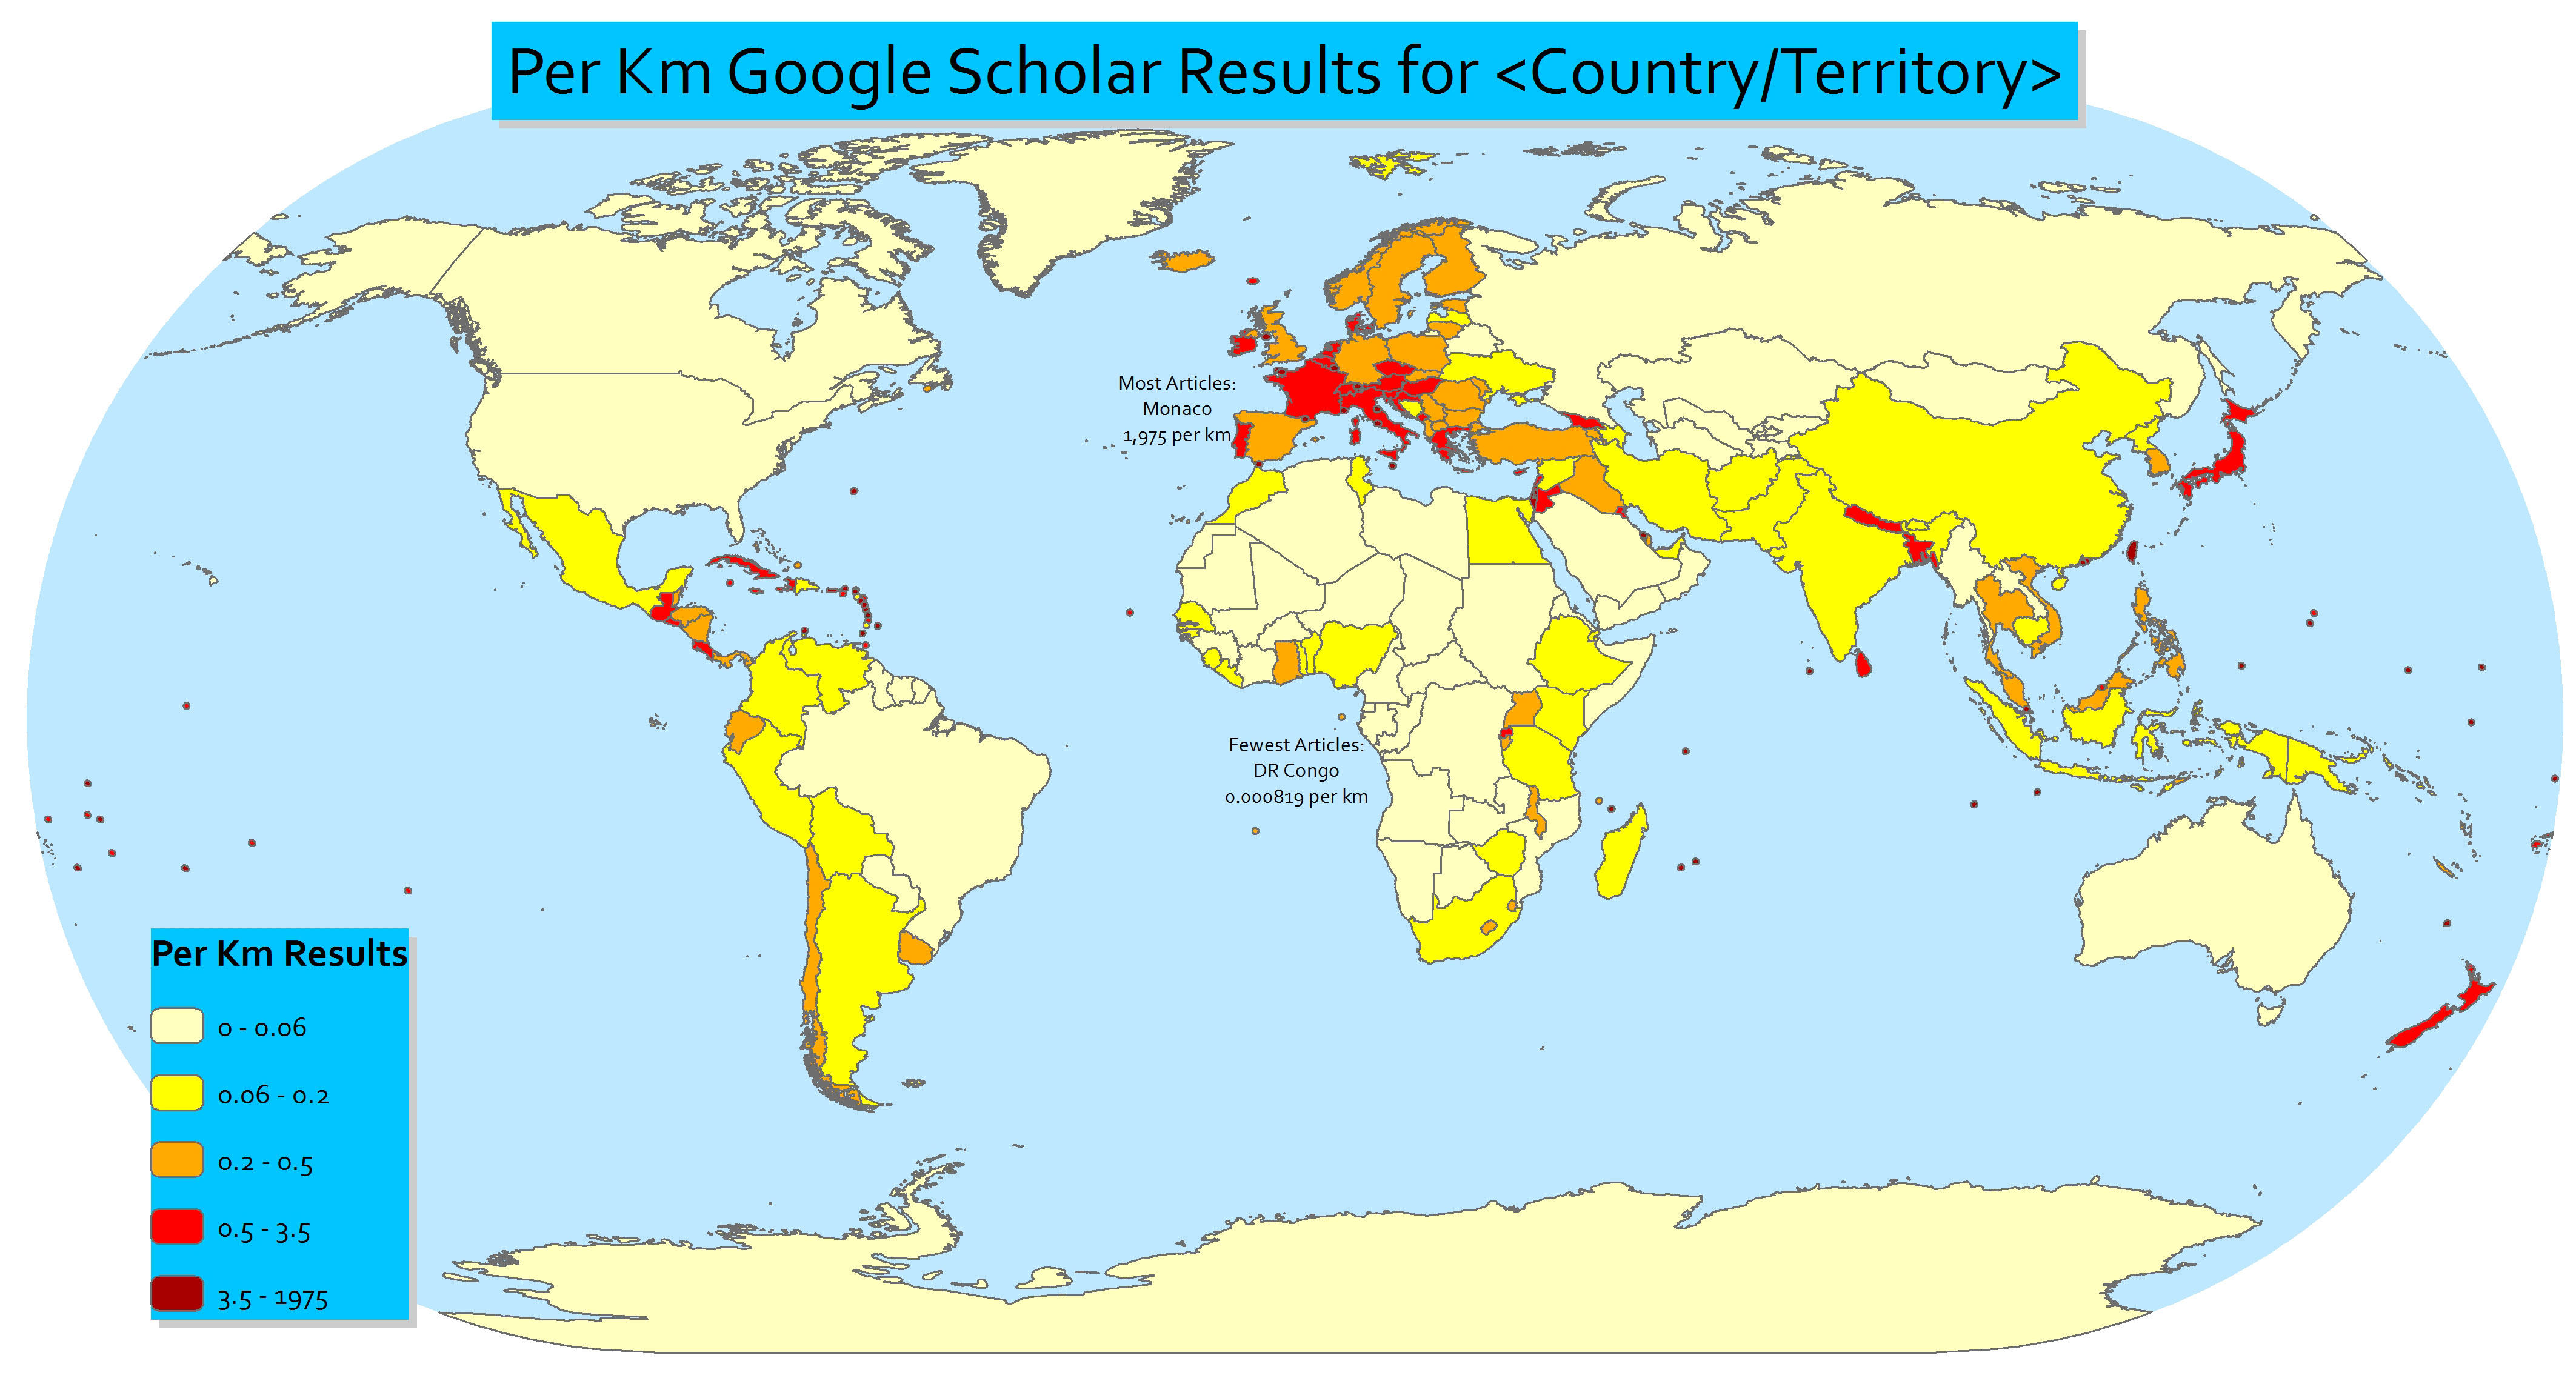 Per Km Google Scholar Results for <Country/Territory>
Most Articles:
Monaco
1,975 per km
Fewest Articles:
DR Congo
0.000819 per km
Per Km Results
0 - 0.06
0.06 - 0.2
0.2 - 0.5
0.5 - 3.5
3.5 - 1975